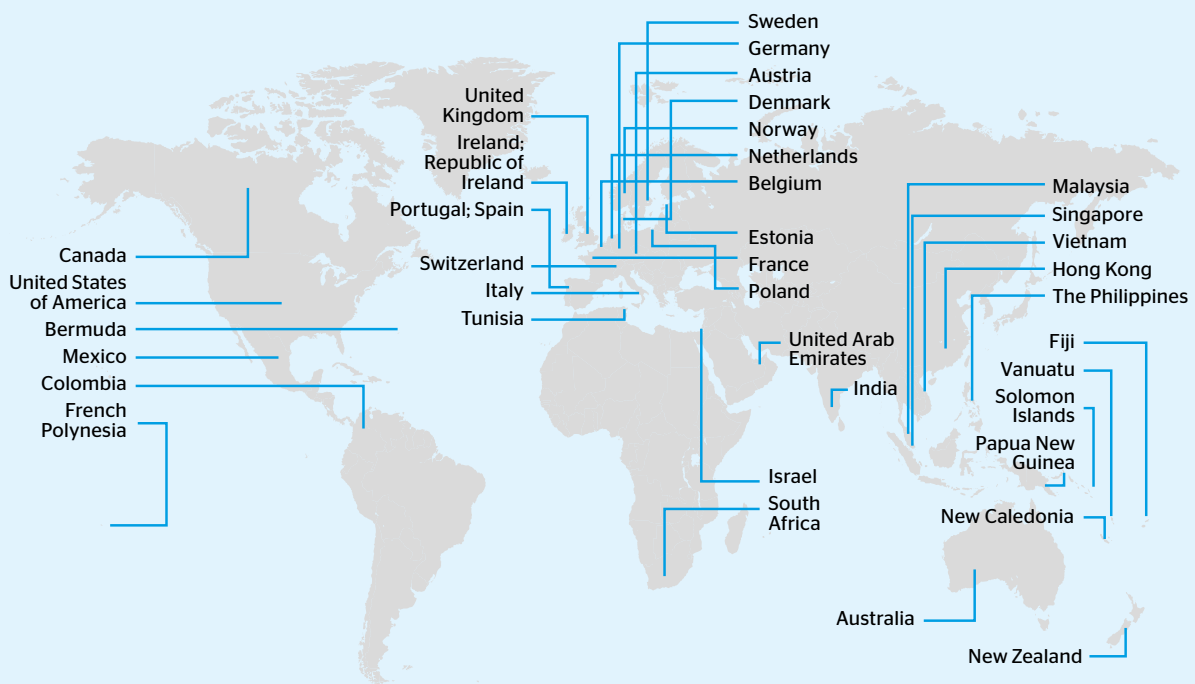 Sweden
Germany
Austria
Denmark
Norway
Netherlands
Belgium
Estonia
France
Poland
United
Kingdom
Ireland;
Republic of
Ireland
Portugal; Spain
Switzerland
Italy
Tunisia
Canada
United States
of America
Bermuda
Mexico
Colombia
French
Polynesia
United Arab
Emirates
India
Israel
South
Africa
Malaysia
Singapore
Vietnam
Hong Kong
The Philippines
Fiji
Vanuatu
Solomon
Islands
Papua New
Guinea
New Caledonia
Australia
New Zealand